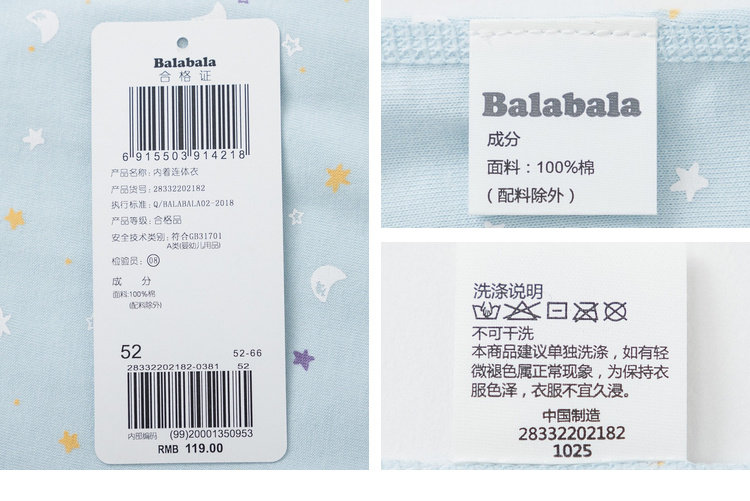 Balabala
合格证
6 915503 914218
产品名称: 内着连体衣
产品货号: 28332202182
执行标准: Q/BALABALA02-2018
产品等级: 合格品
安全技术类别: 符合GB31701
A类(婴幼儿用品)
检验员: 08
成 分
面料:100%棉
(配料除外)
52 52-66
28332202182-0381 52
内部编码 (99)20001350953
RMB 119.00
Balabala
成分
面料：100%棉
( 配料除外 )
洗涤说明
不可干洗
本商品建议单独洗涤，如有轻
微褪色属正常现象，为保持衣
服色泽，衣服不宜久浸。
中国制造
28332202182
1025